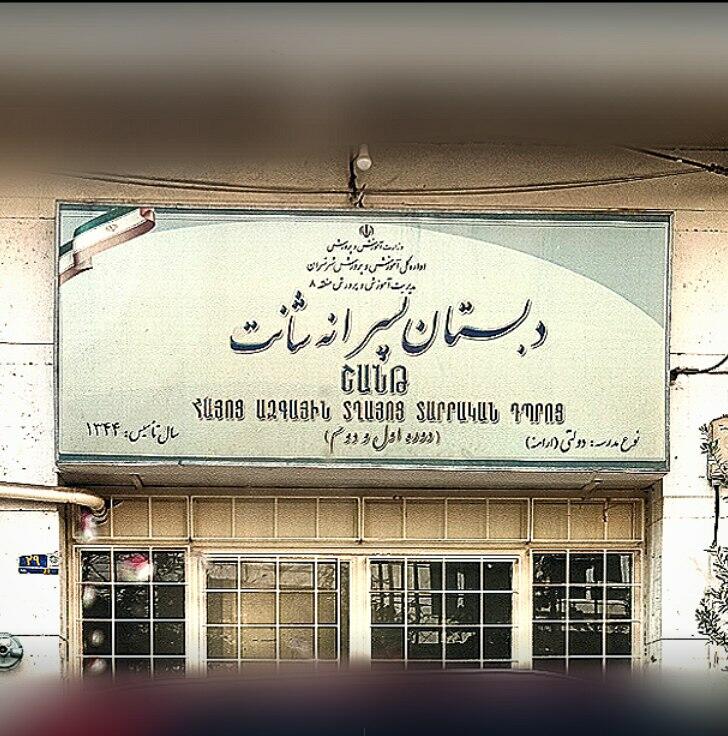 وزارت آموزش و پرورش
اداره کل آموزش و پرورش شهر تهران
مدیریت آموزش و پرورش منطقه ۸
دبستان پسرانه شانت
ՇԱՆԹ
ՀԱՅՈՑ ԱԶԳԱՅԻՆ ՏՂԱՅՈՑ ՏԱՐՐԱԿԱՆ ԴՊՐՈՑ
(دوره اول و دوم)
نوع مدرسه: دولتی (ارامنه)
سال تأسیس: ۱۳۴۴
۲۹